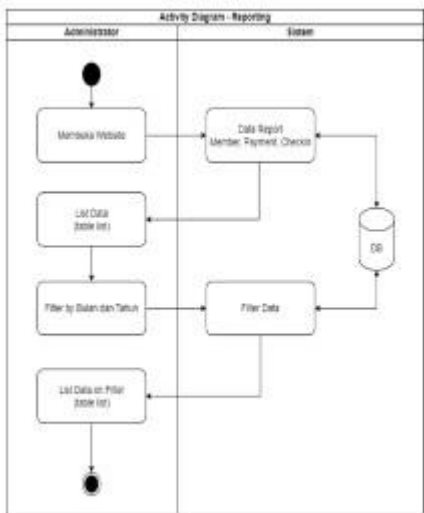 Activity Diagram - Reporting
Administrator
Sistem
Membuka Website
Data Report
Member, Payment, Checkin
List Data
(table list)
DB
Filter by Bulan dan Tahun
Filter Data
List Data on Filter
(table list)